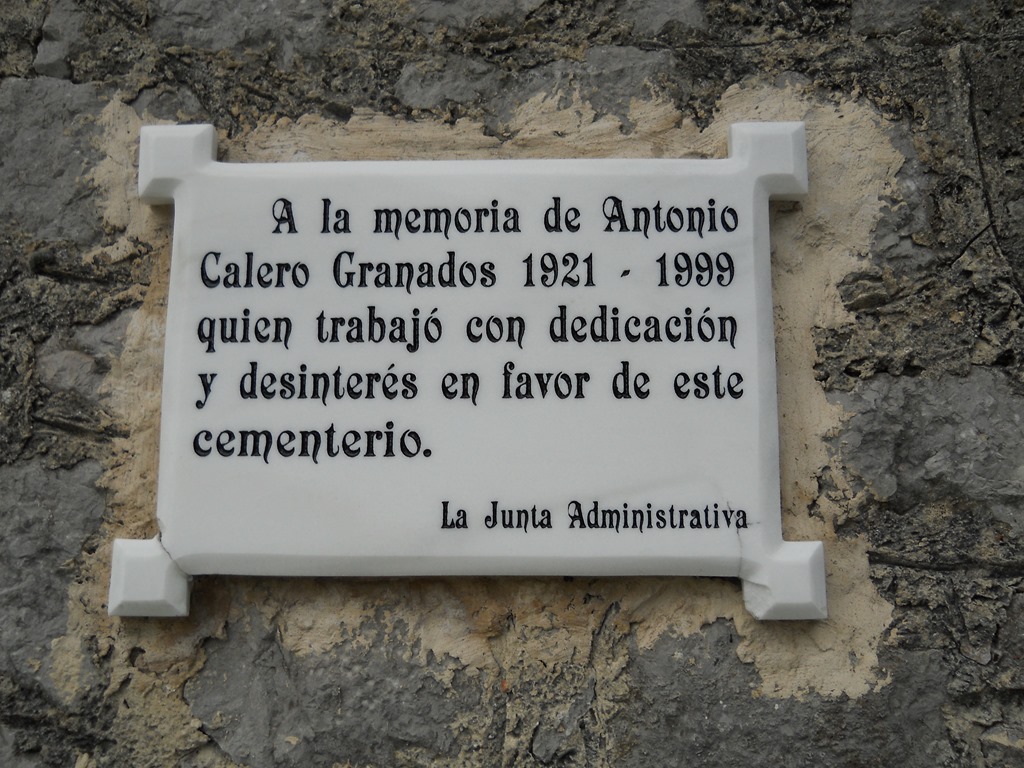 A la memoria de Antonio
Calero Granados 1921 - 1999
quien trabajó con dedicación
y desinterés en favor de este
cementerio.
La Junta Administrativa